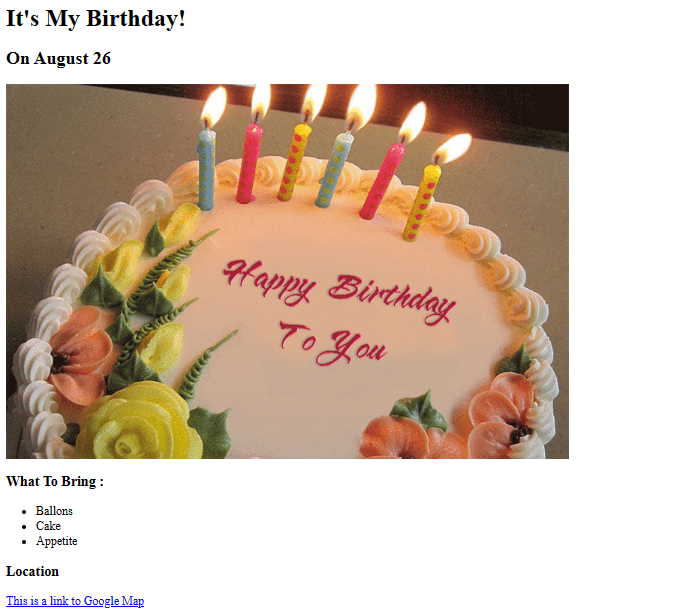 It's My Birthday!
On August 26
Happy Birthday
To You
What To Bring :
Ballons
Cake
Appetite
Location
This is a link to Google Map